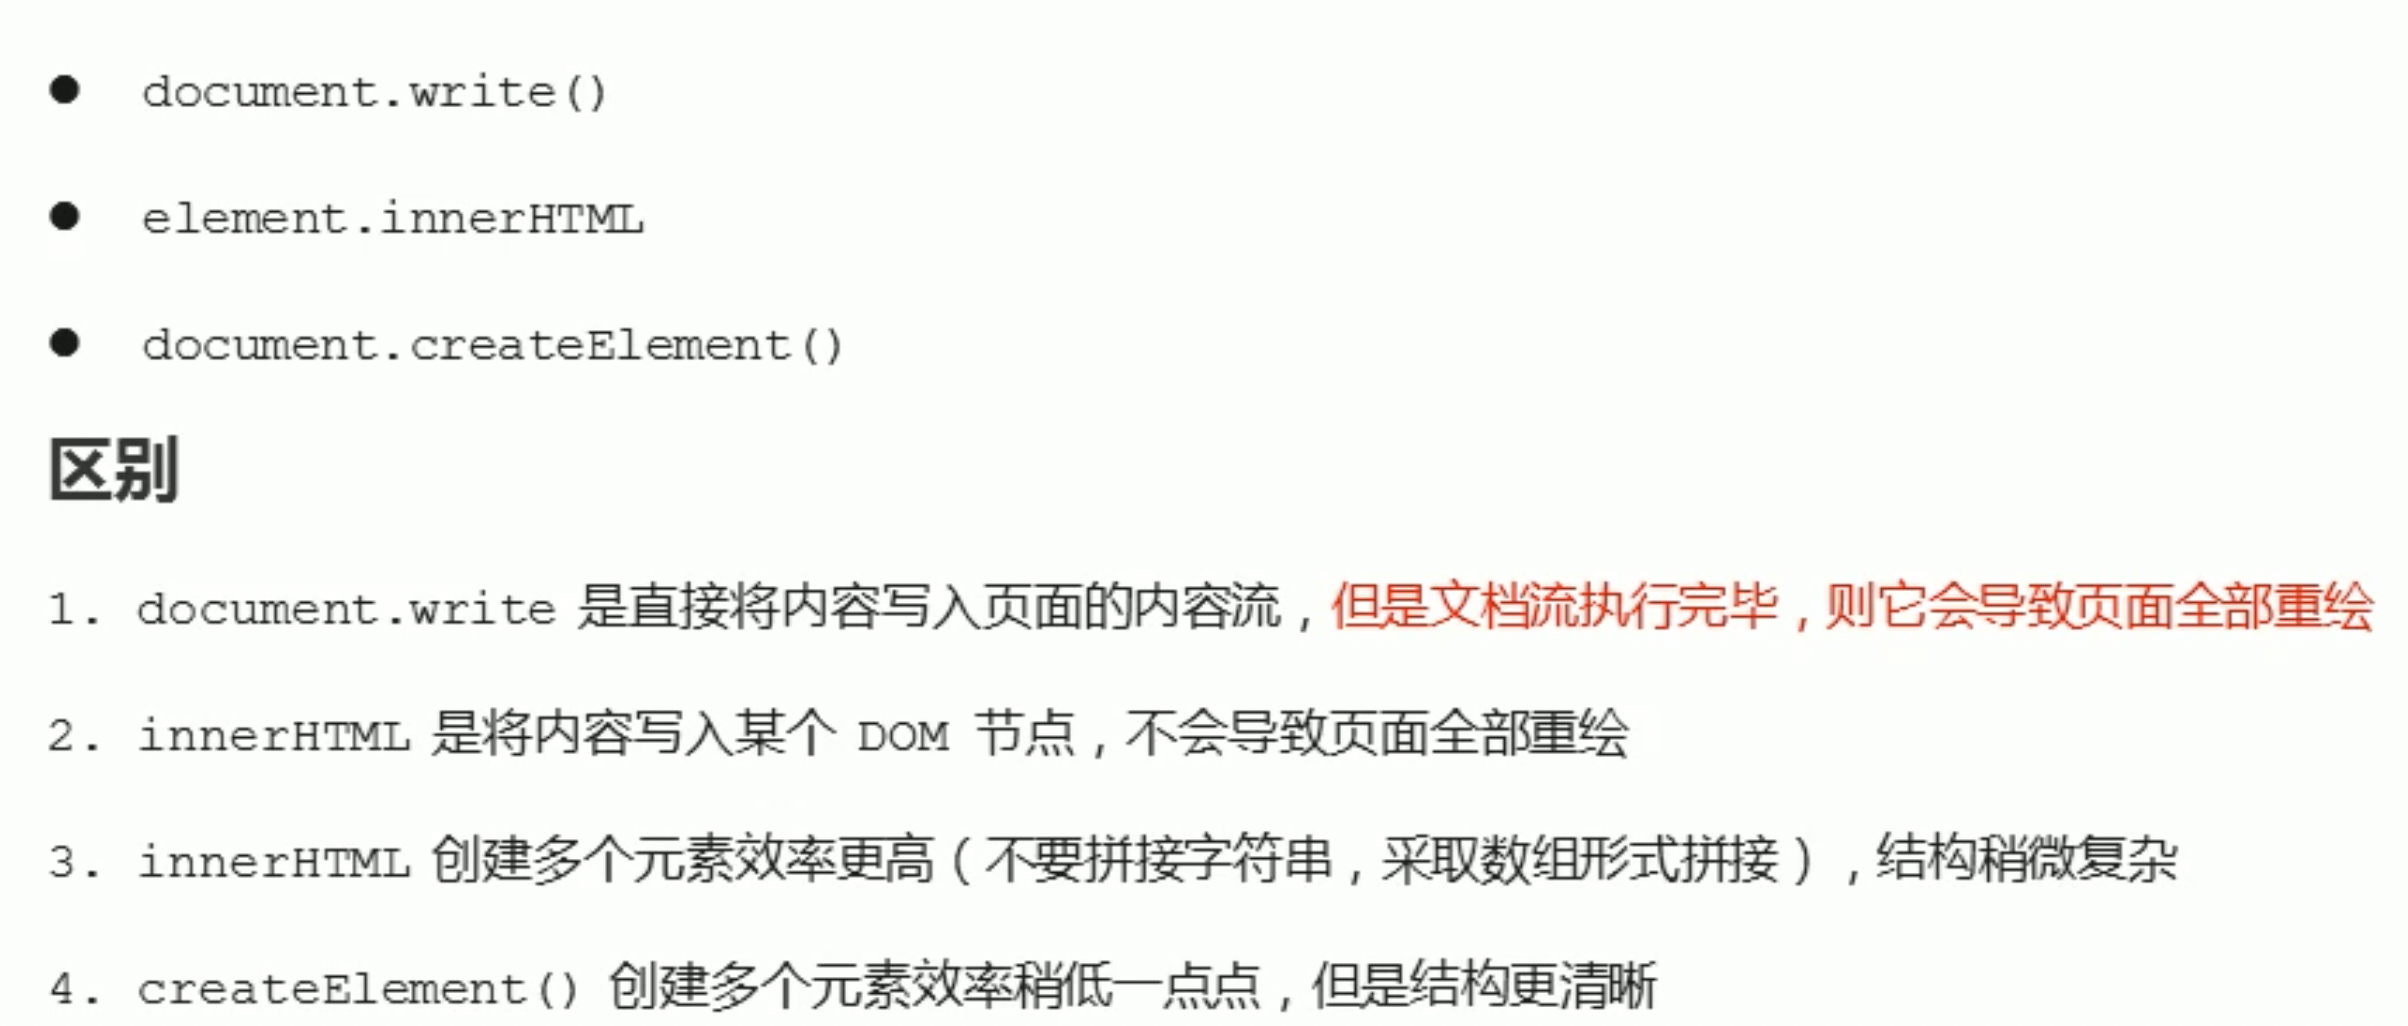 ● document.write()
● element.innerHTML
● document.createElement()
区别
1. document.write 是直接将内容写入页面的内容流，但是文档流执行完毕，则它会导致页面全部重绘
2. innerHTML 是将内容写入某个 DOM 节点，不会导致页面全部重绘
3. innerHTML 创建多个元素效率更高（不要拼接字符串，采取数组形式拼接），结构稍微复杂
4. createElement() 创建多个元素效率稍低一点点，但是结构更清晰